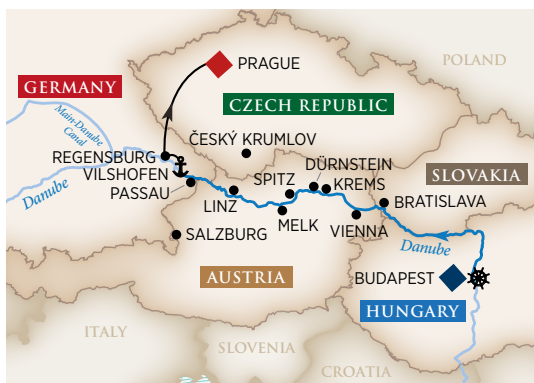 POLAND
PRAGUE
GERMANY
CZECH REPUBLIC
Main-Danube
Canal
ČESKÝ KRUMLOV
REGENSBURG
VILSHOFEN
PASSAU
DÜRNSTEIN
SPITZ
KREMS
SLOVAKIA
Danube
LINZ
BRATISLAVA
MELK
VIENNA
SALZBURG
Danube
AUSTRIA
BUDAPEST
HUNGARY
ITALY
SLOVENIA
CROATIA